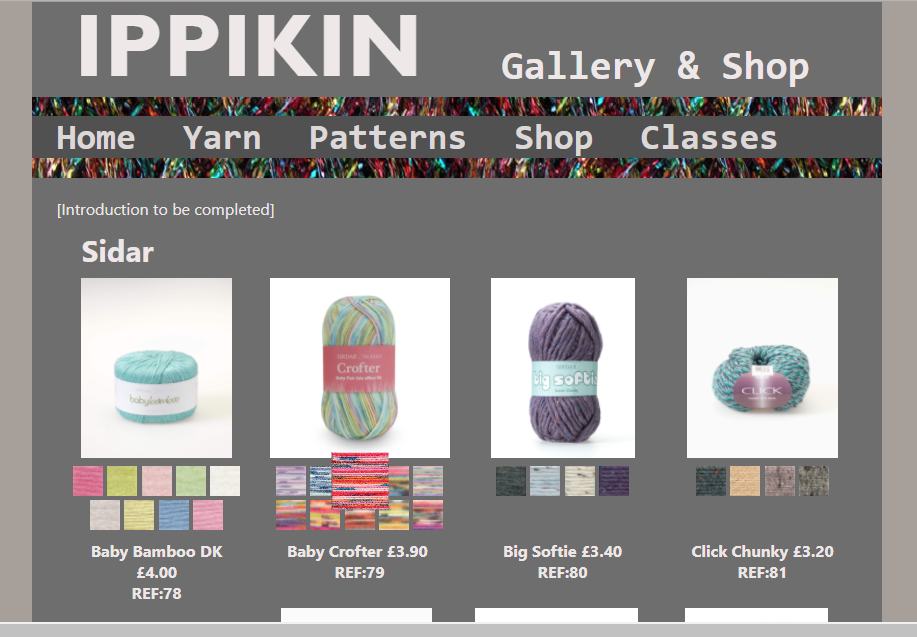 IPPIKIN
Gallery & Shop
Home Yarn Patterns Shop Classes
[Introduction to be completed]
Sidar
Crofter
big softie
CLICK
Baby Bamboo DK
£4.00
REF:78
Baby Crofter £3.90
REF:79
Big Softie £3.40
REF:80
Click Chunky £3.20
REF:81